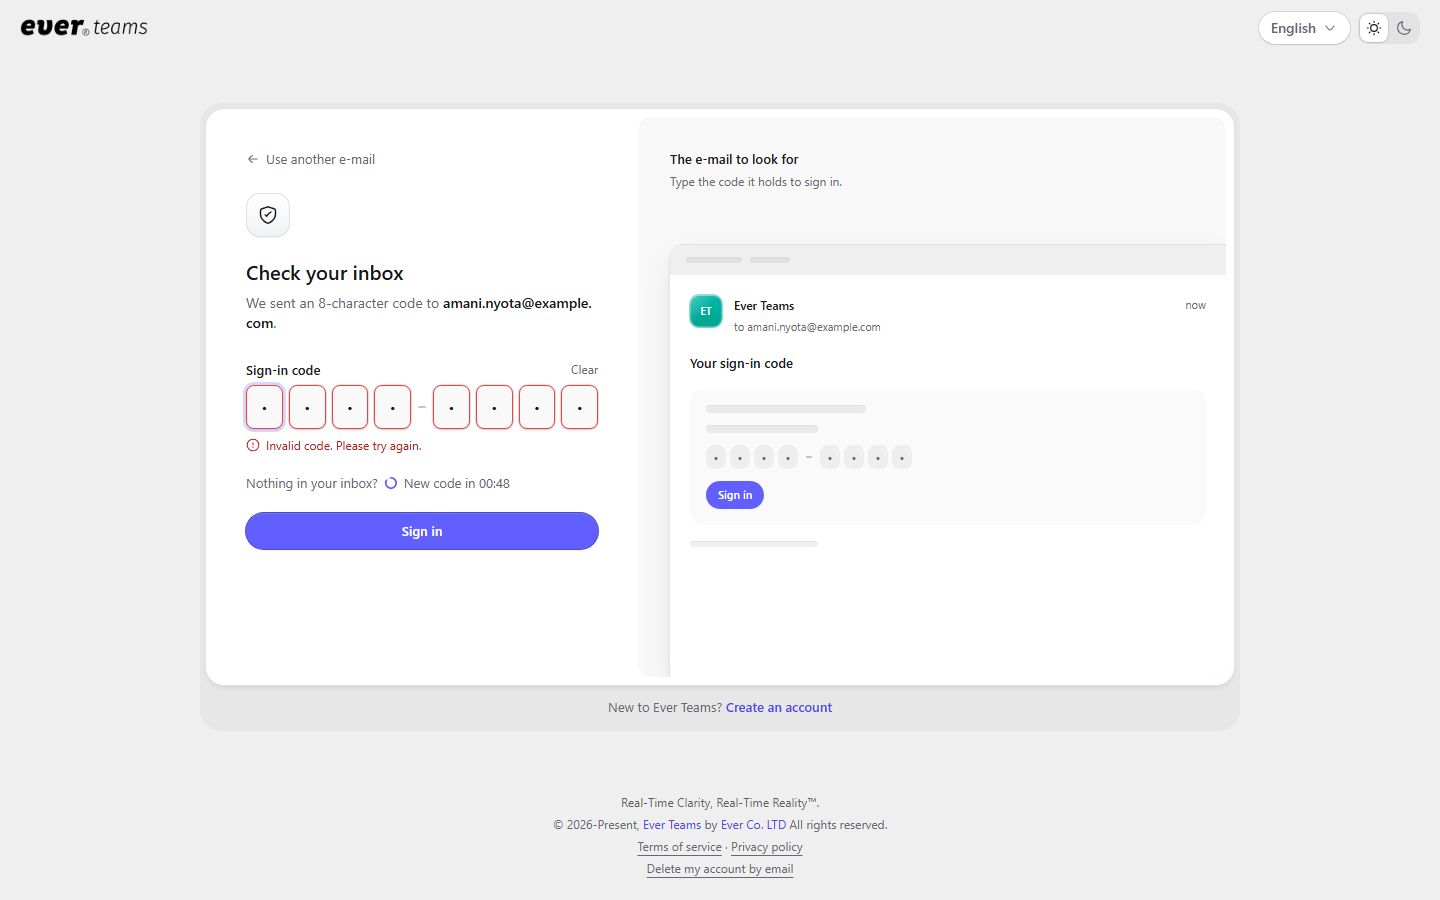 ever® teams
English
Use another e-mail
Check your inbox
We sent an 8-character code to amani.nyota@example.
com.
Sign-in code
Clear
Invalid code. Please try again.
Nothing in your inbox? New code in 00:48
Sign in
The e-mail to look for
Type the code it holds to sign in.
ET
Ever Teams
now
to amani.nyota@example.com
Your sign-in code
Sign in
New to Ever Teams? Create an account
Real-Time Clarity, Real-Time Reality™.
© 2026-Present, Ever Teams by Ever Co. LTD All rights reserved.
Terms of service · Privacy policy
Delete my account by email